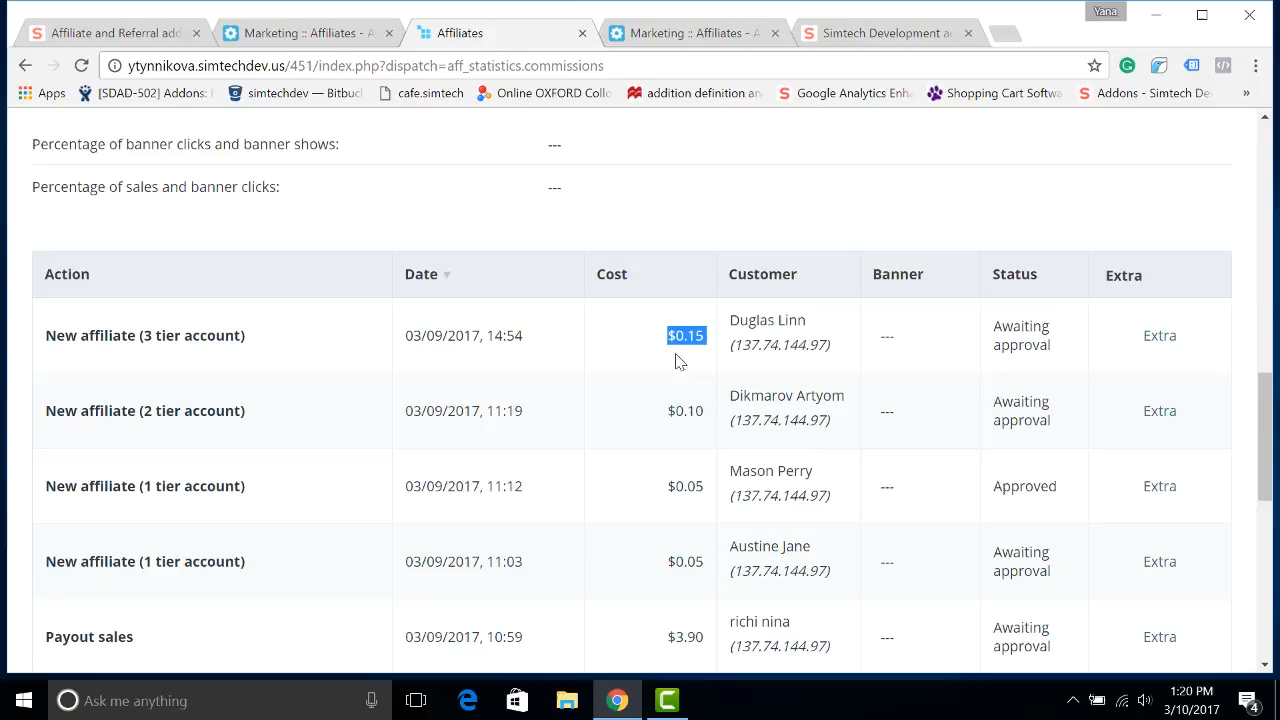 Yana
Affiliate and Referral add
Marketing :: Affiliates - A
Affiliates
Marketing :: Affiliates - A
Simtech Development a
ytynnikova.simtechdev.us/451/index.php?dispatch=aff_statistics.commissions
Apps
[SDAD-502] Addons:
simtechdev — Bitbuck
cafe.simtech
Online OXFORD Collo
addition definition an
Google Analytics Enh
Shopping Cart Softwa
Addons - Simtech De
»
Percentage of banner clicks and banner shows: ---
Percentage of sales and banner clicks: ---
Action Date Cost Customer Banner Status Extra
New affiliate (3 tier account) 03/09/2017, 14:54 $0.15 Duglas Linn
(137.74.144.97) --- Awaiting
approval Extra
New affiliate (2 tier account) 03/09/2017, 11:19 $0.10 Dikmarov Artyom
(137.74.144.97) --- Awaiting
approval Extra
New affiliate (1 tier account) 03/09/2017, 11:12 $0.05 Mason Perry
(137.74.144.97) --- Approved Extra
New affiliate (1 tier account) 03/09/2017, 11:03 $0.05 Austine Jane
(137.74.144.97) --- Awaiting
approval Extra
Payout sales 03/09/2017, 10:59 $3.90 richi nina
(137.74.144.97) --- Awaiting
approval Extra
Ask me anything
1:20 PM
3/10/2017
4